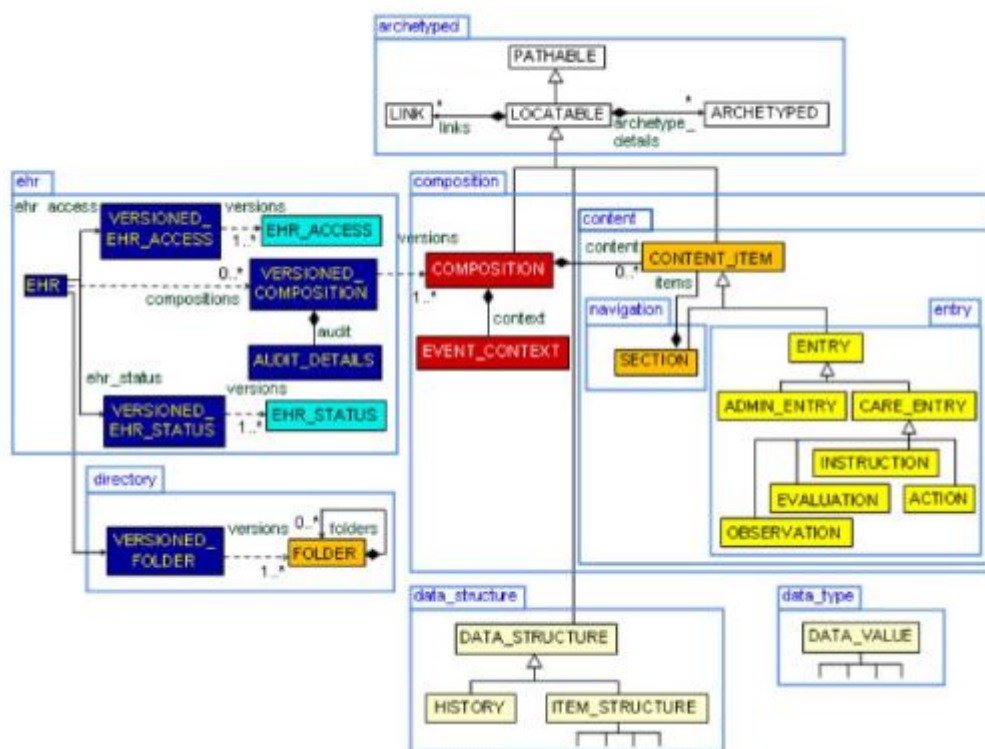 archetyped
PATHABLE
LINK
*
links
LOCATABLE
*
archetype_
details
ARCHETYPED
ehr
ehr_access
VERSIONED_
EHR_ACCESS
versions
1..*
EHR_ACCESS
EHR
0..*
compositions
VERSIONED_
COMPOSITION
versions
1..*
audit
AUDIT_DETAILS
ehr_status
VERSIONED_
EHR_STATUS
versions
1..*
EHR_STATUS
directory
VERSIONED_
FOLDER
versions
1..*
0..*
folders
FOLDER
composition
COMPOSITION
context
EVENT_CONTEXT
content
content
0..*
CONTENT_ITEM
items
navigation
SECTION
entry
ENTRY
ADMIN_ENTRY
CARE_ENTRY
INSTRUCTION
EVALUATION
ACTION
OBSERVATION
data_structure
DATA_STRUCTURE
HISTORY
ITEM_STRUCTURE
data_type
DATA_VALUE